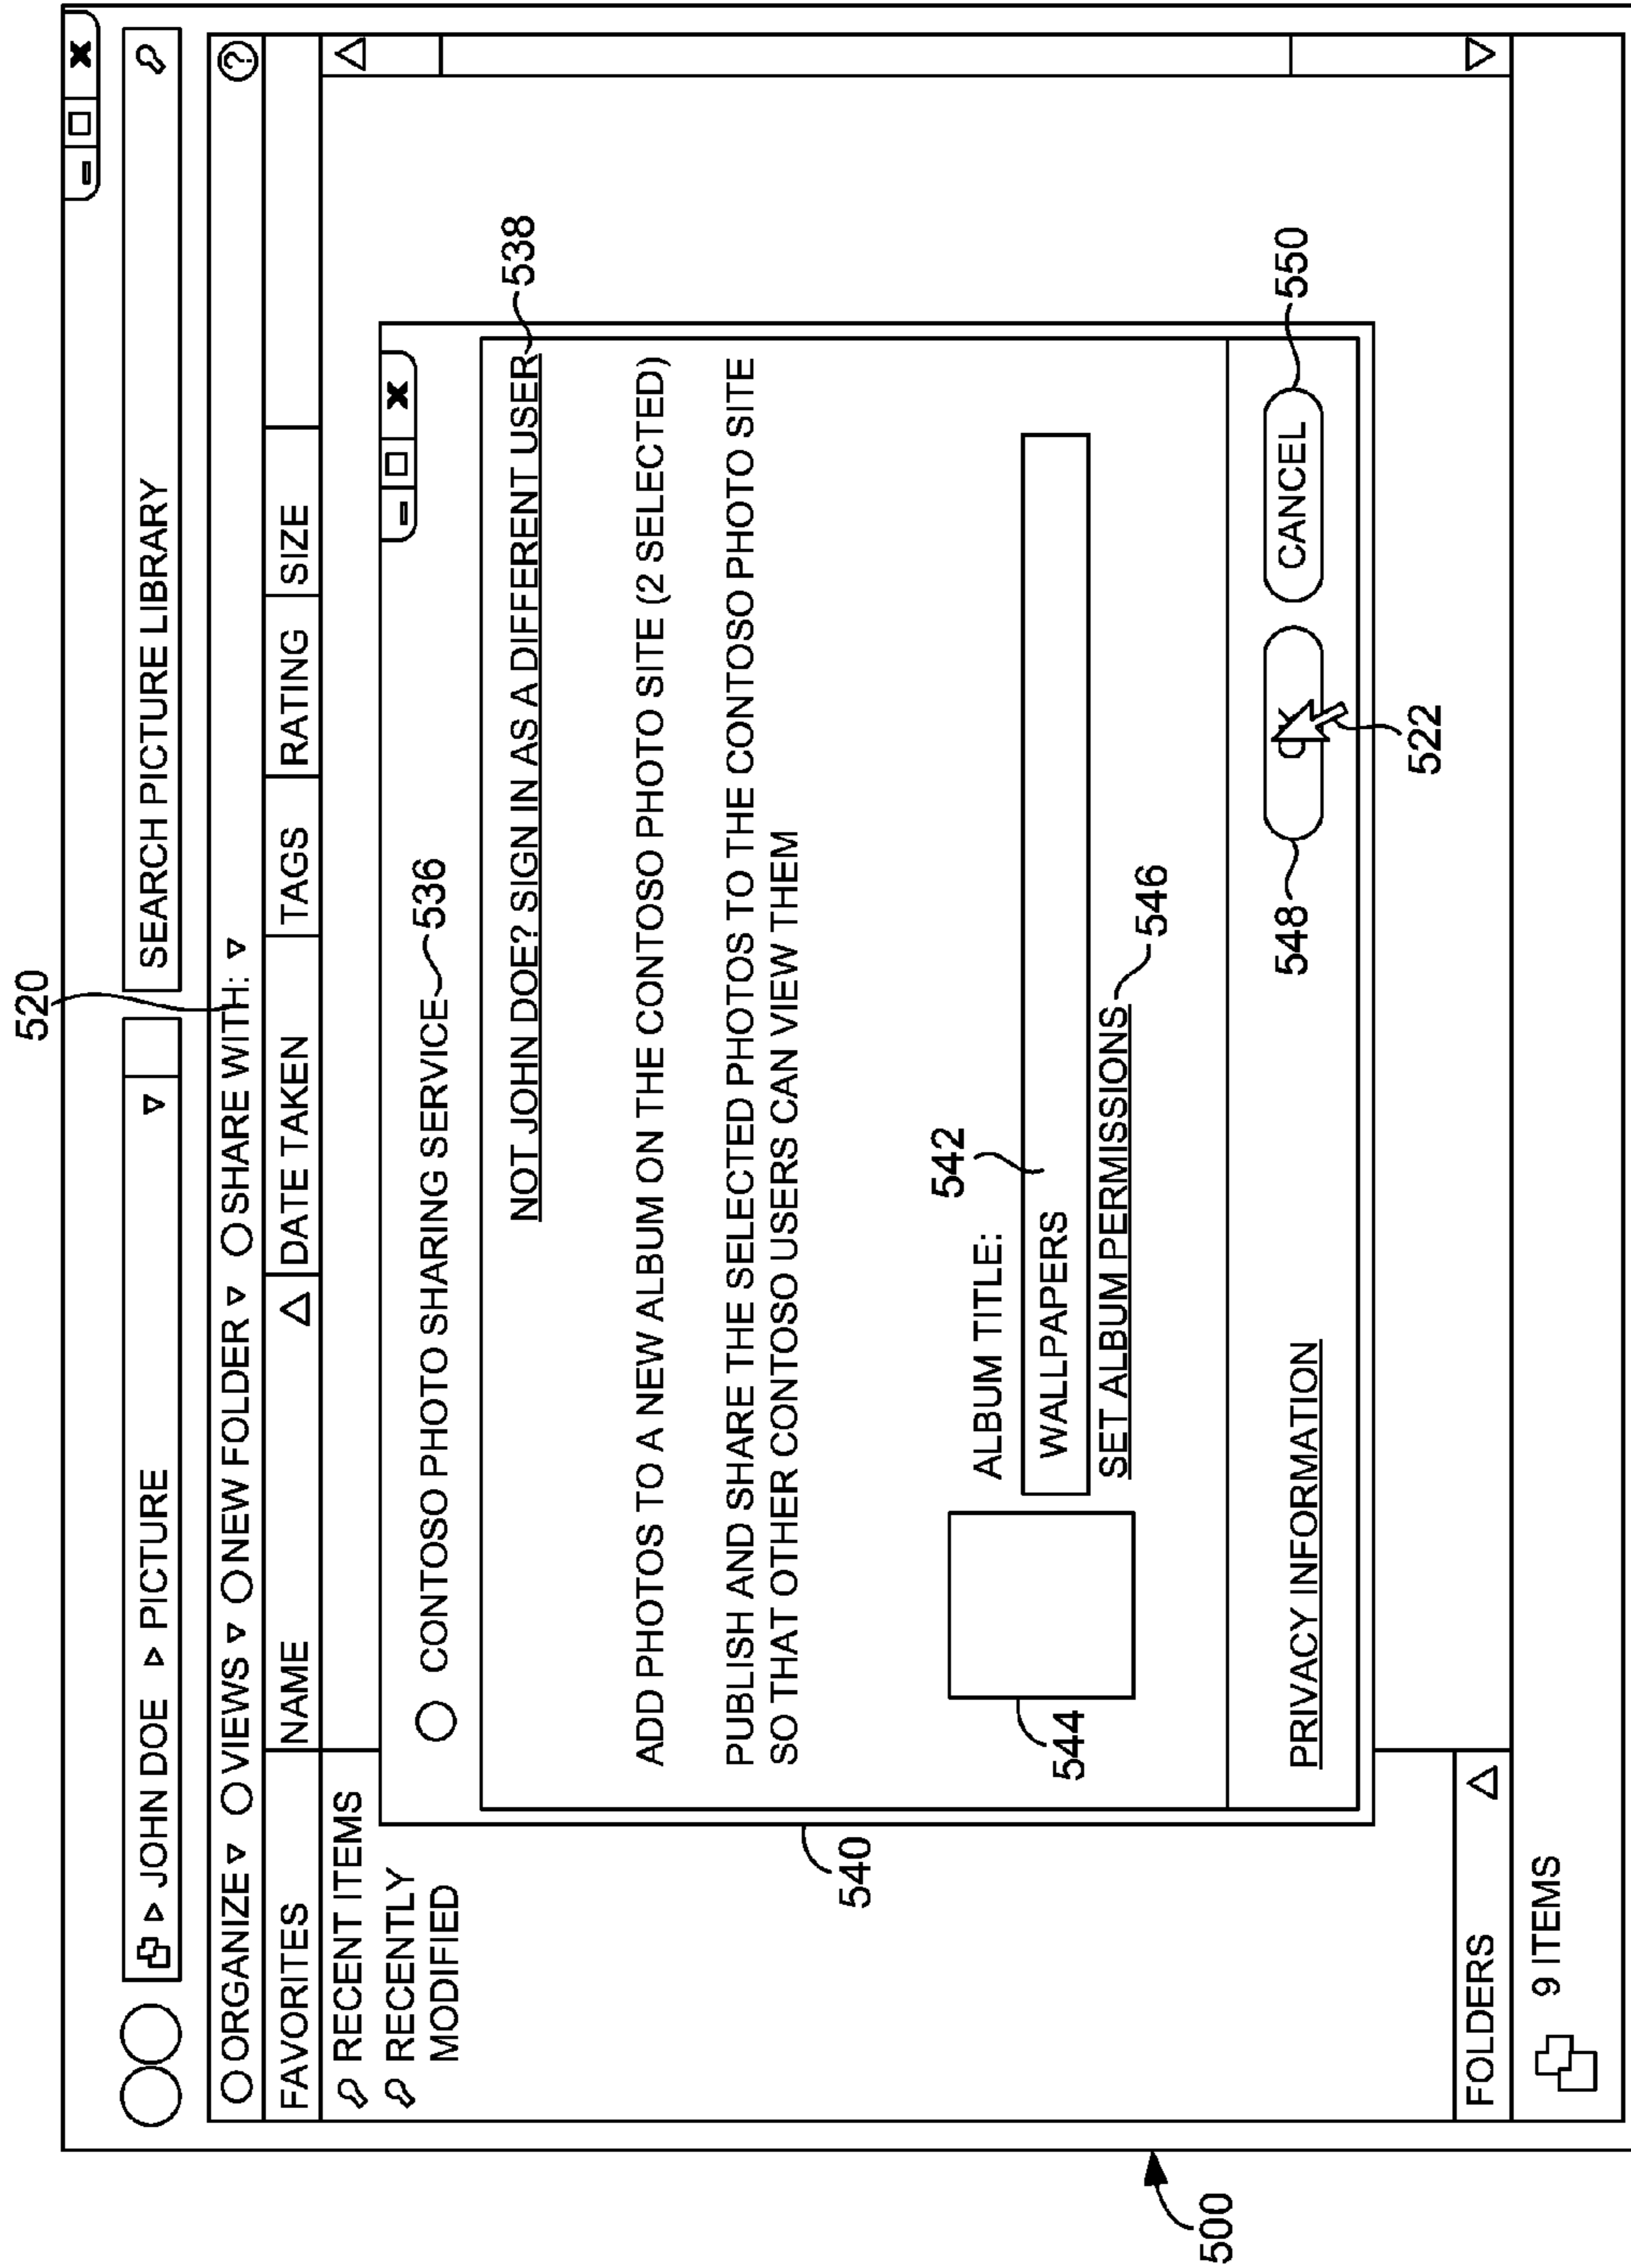 520
JOHN DOE PICTURE
SEARCH PICTURE LIBRARY
ORGANIZE VIEWS NEW FOLDER SHARE WITH: ?
FAVORITES
NAME DATE TAKEN TAGS RATING SIZE
RECENT ITEMS
RECENTLY
MODIFIED
CONTOSO PHOTO SHARING SERVICE 536
NOT JOHN DOE? SIGN IN AS A DIFFERENT USER 538
ADD PHOTOS TO A NEW ALBUM ON THE CONTOSO PHOTO SITE (2 SELECTED)
PUBLISH AND SHARE THE SELECTED PHOTOS TO THE CONTOSO PHOTO SITE
SO THAT OTHER CONTOSO USERS CAN VIEW THEM
540
542
ALBUM TITLE:
WALLPAPERS
544
SET ALBUM PERMISSIONS 546
PRIVACY INFORMATION
548
CANCEL
550
522
FOLDERS
9 ITEMS
500